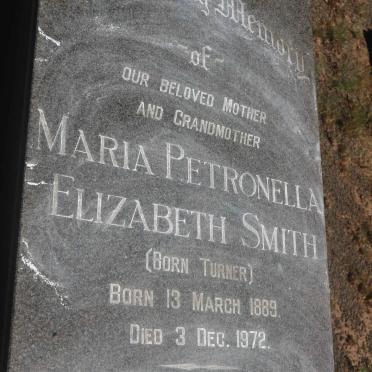 Memory
of
OUR BELOVED MOTHER
AND GRANDMOTHER
MARIA PETRONELLA
ELIZABETH SMITH
(BORN TURNER)
BORN 13 MARCH 1889.
DIED 3 DEC. 1972.